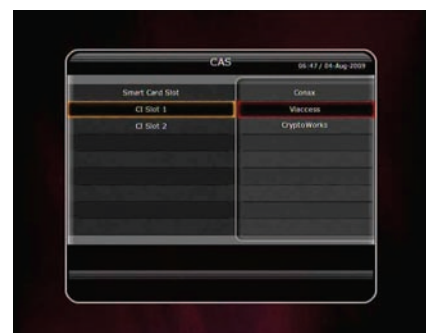 CAS
06:47 / 04-Aug-2009
Smart Card Slot
Conax
CI Slot 1
Viaccess
CI Slot 2
CryptoWorks